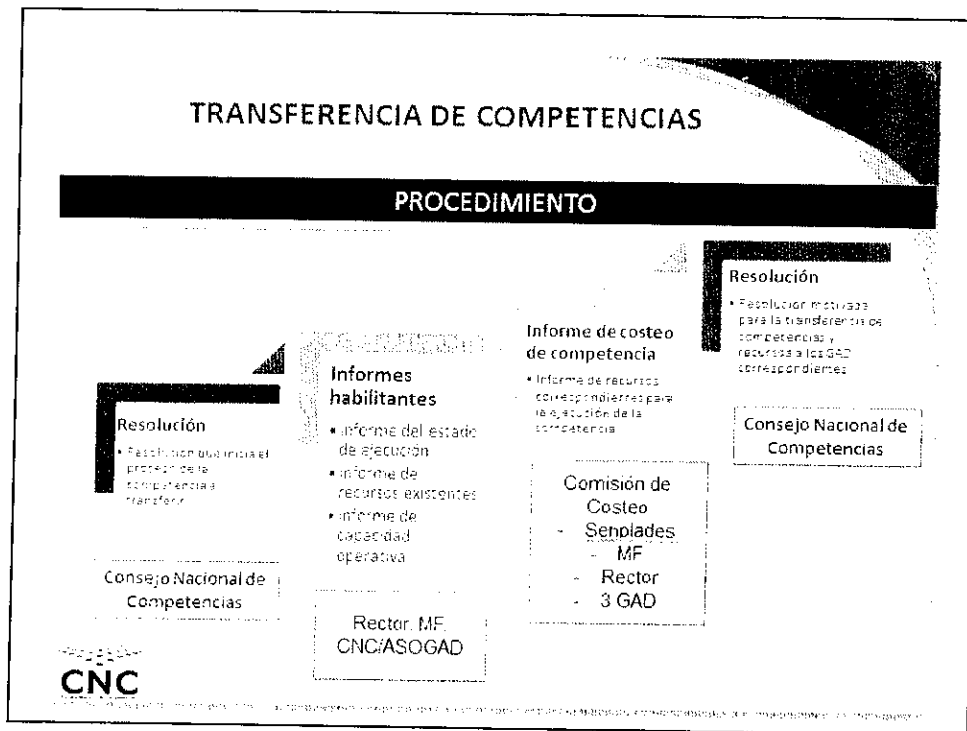 TRANSFERENCIA DE COMPETENCIAS
PROCEDIMIENTO
Resolución
• Resolución que inicia el
proceso de la
competencia a
transferir
Consejo Nacional de
Competencias
Informes
habilitantes
• Informe del estado
de ejecución
• Informe de
recursos existentes
• Informe de
capacidad
operativa
Rector, MF,
CNC/ASOGAD
Informe de costeo
de competencia
• Informe de recursos
correspondientes para
la ejecución de la
competencia
Comisión de
Costeo
- Senplades
- MF
- Rector
- 3 GAD
Resolución
• Resolución motivada
para la transferencia de
competencias y
recursos a los GAD
correspondientes
Consejo Nacional de
Competencias
CNC